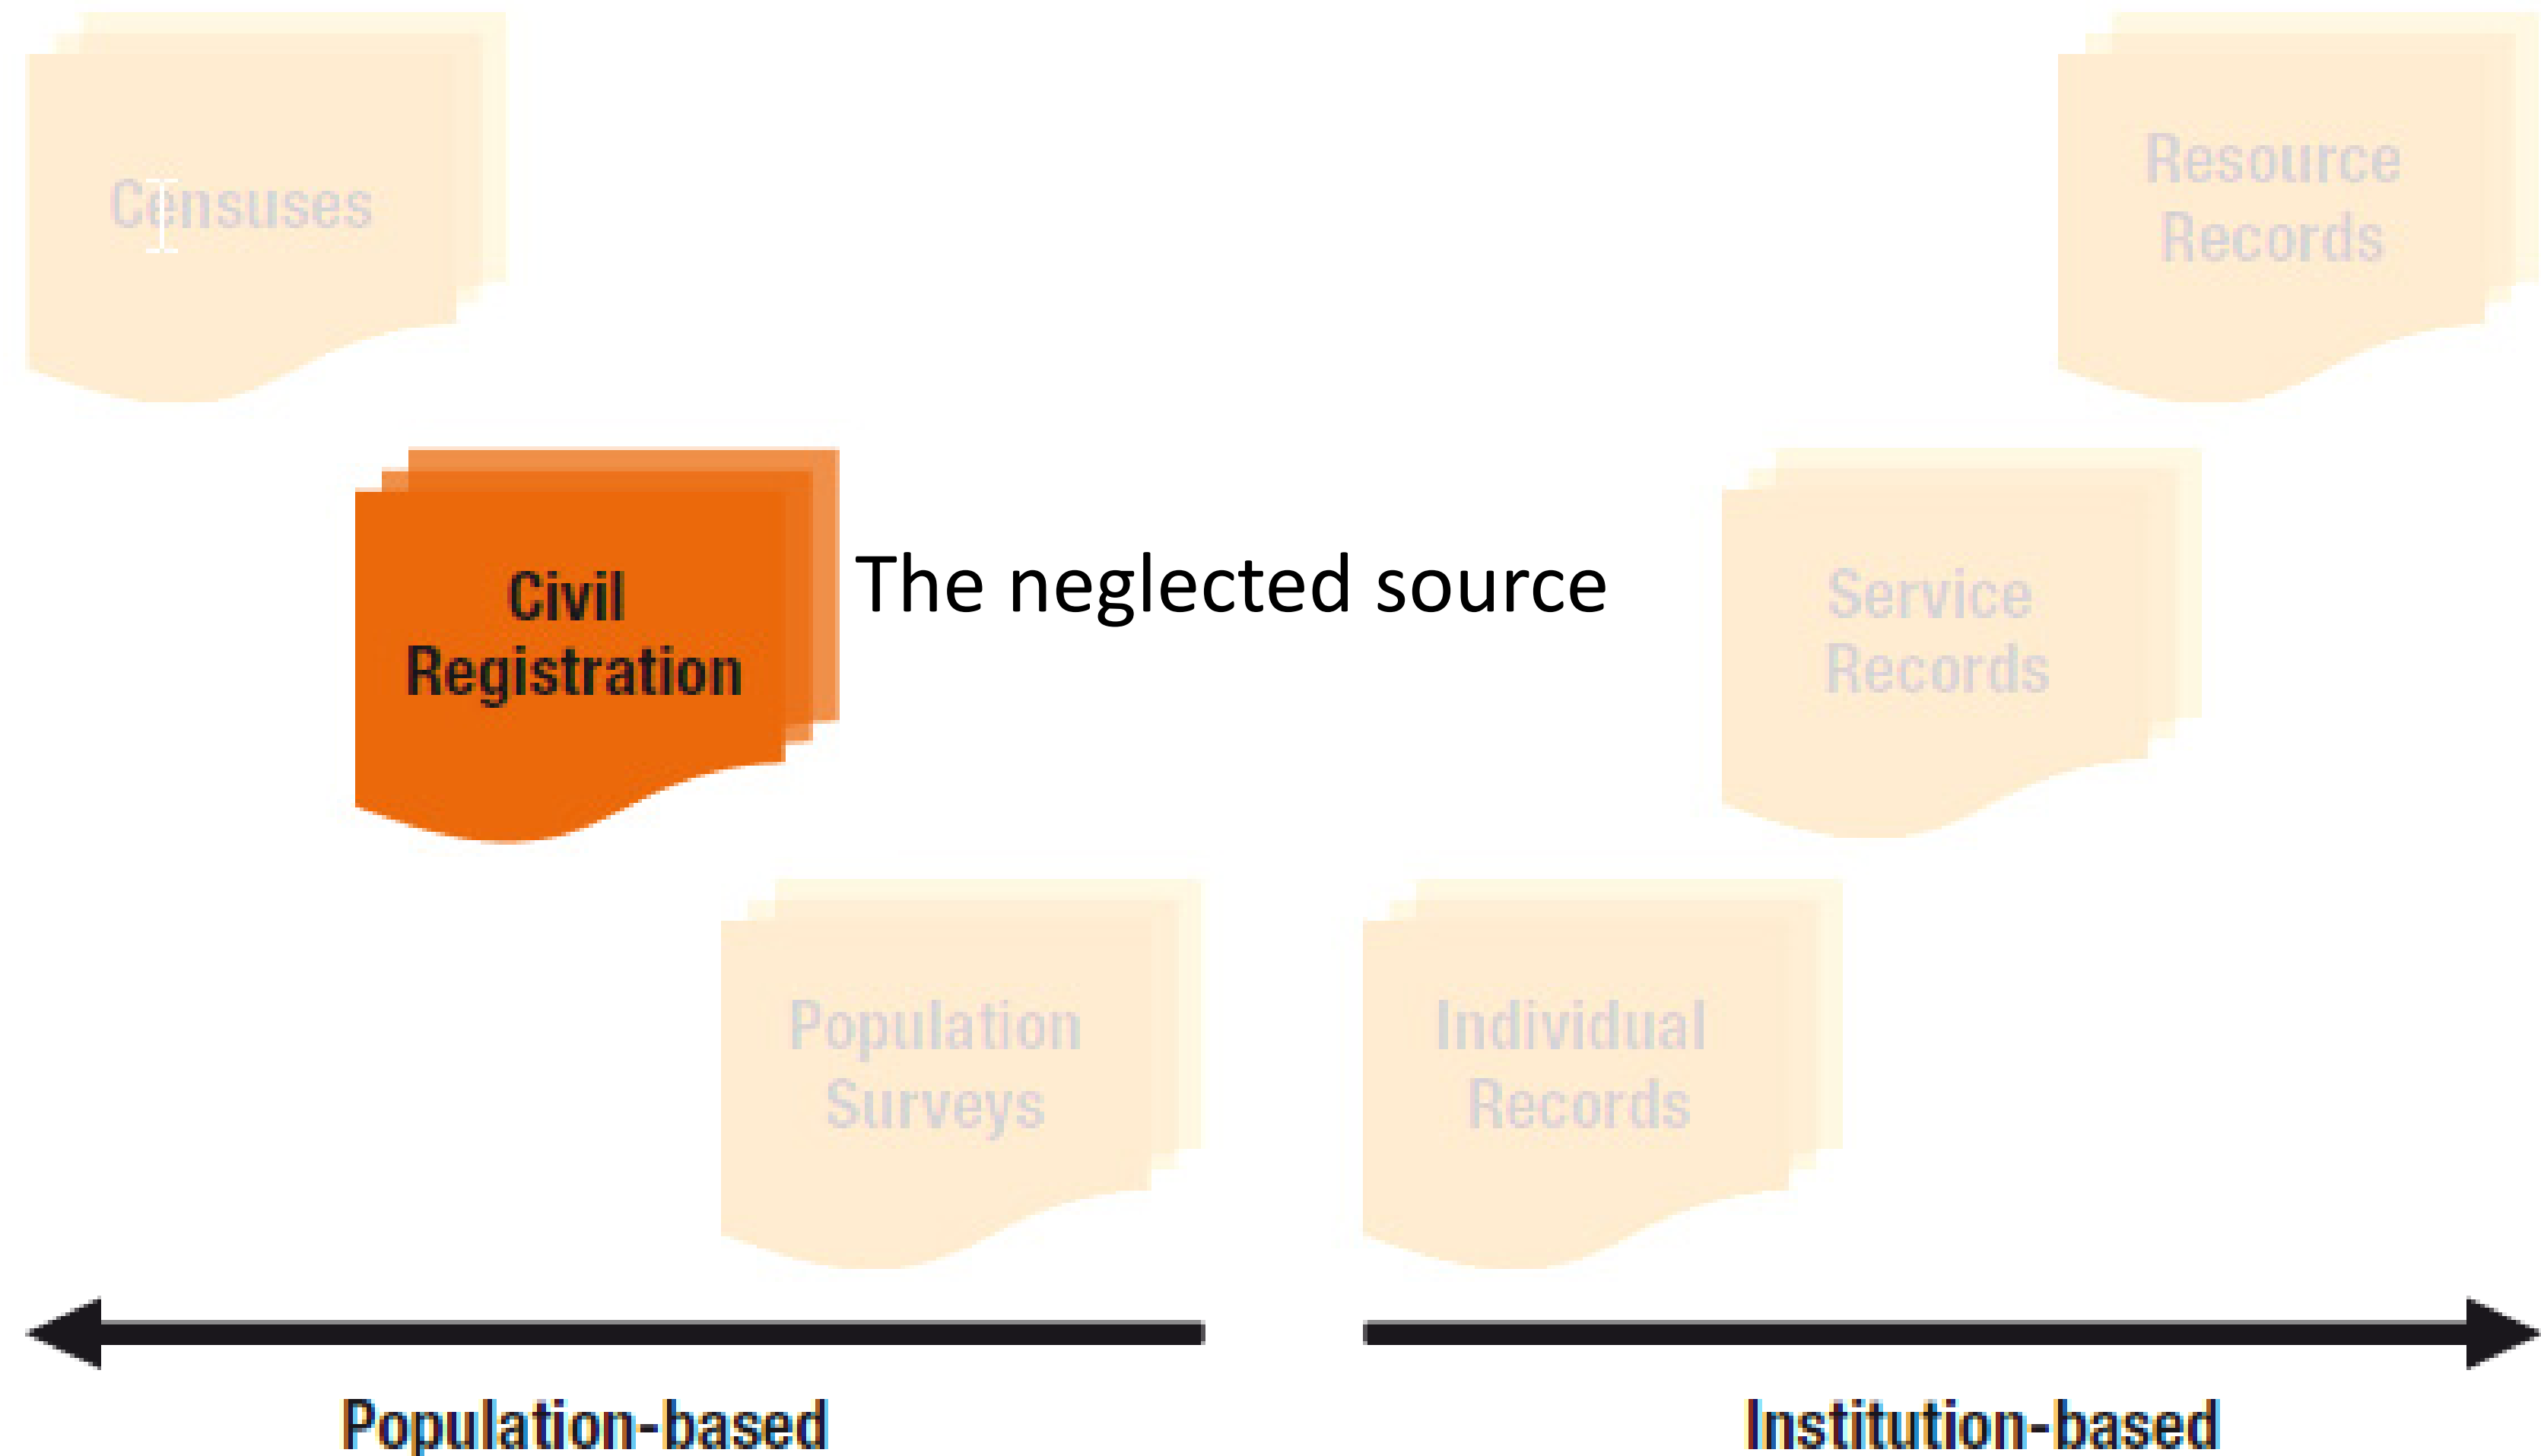 Censuses
Resource
Records
Civil
Registration
The neglected source
Service
Records
Population
Surveys
Individual
Records
Population-based
Institution-based